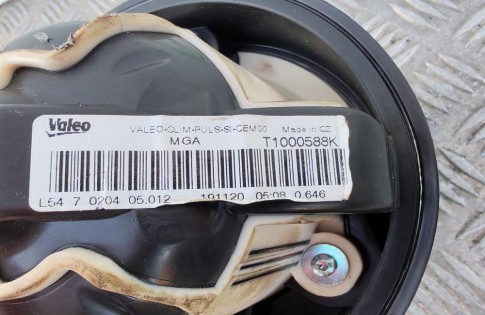 Valeo
VALEO-CLIM-PULS-SI-CEM00 Made in CZ
MGA T1000588K
L54 7 0204 05.012 191120 05:08 0.646